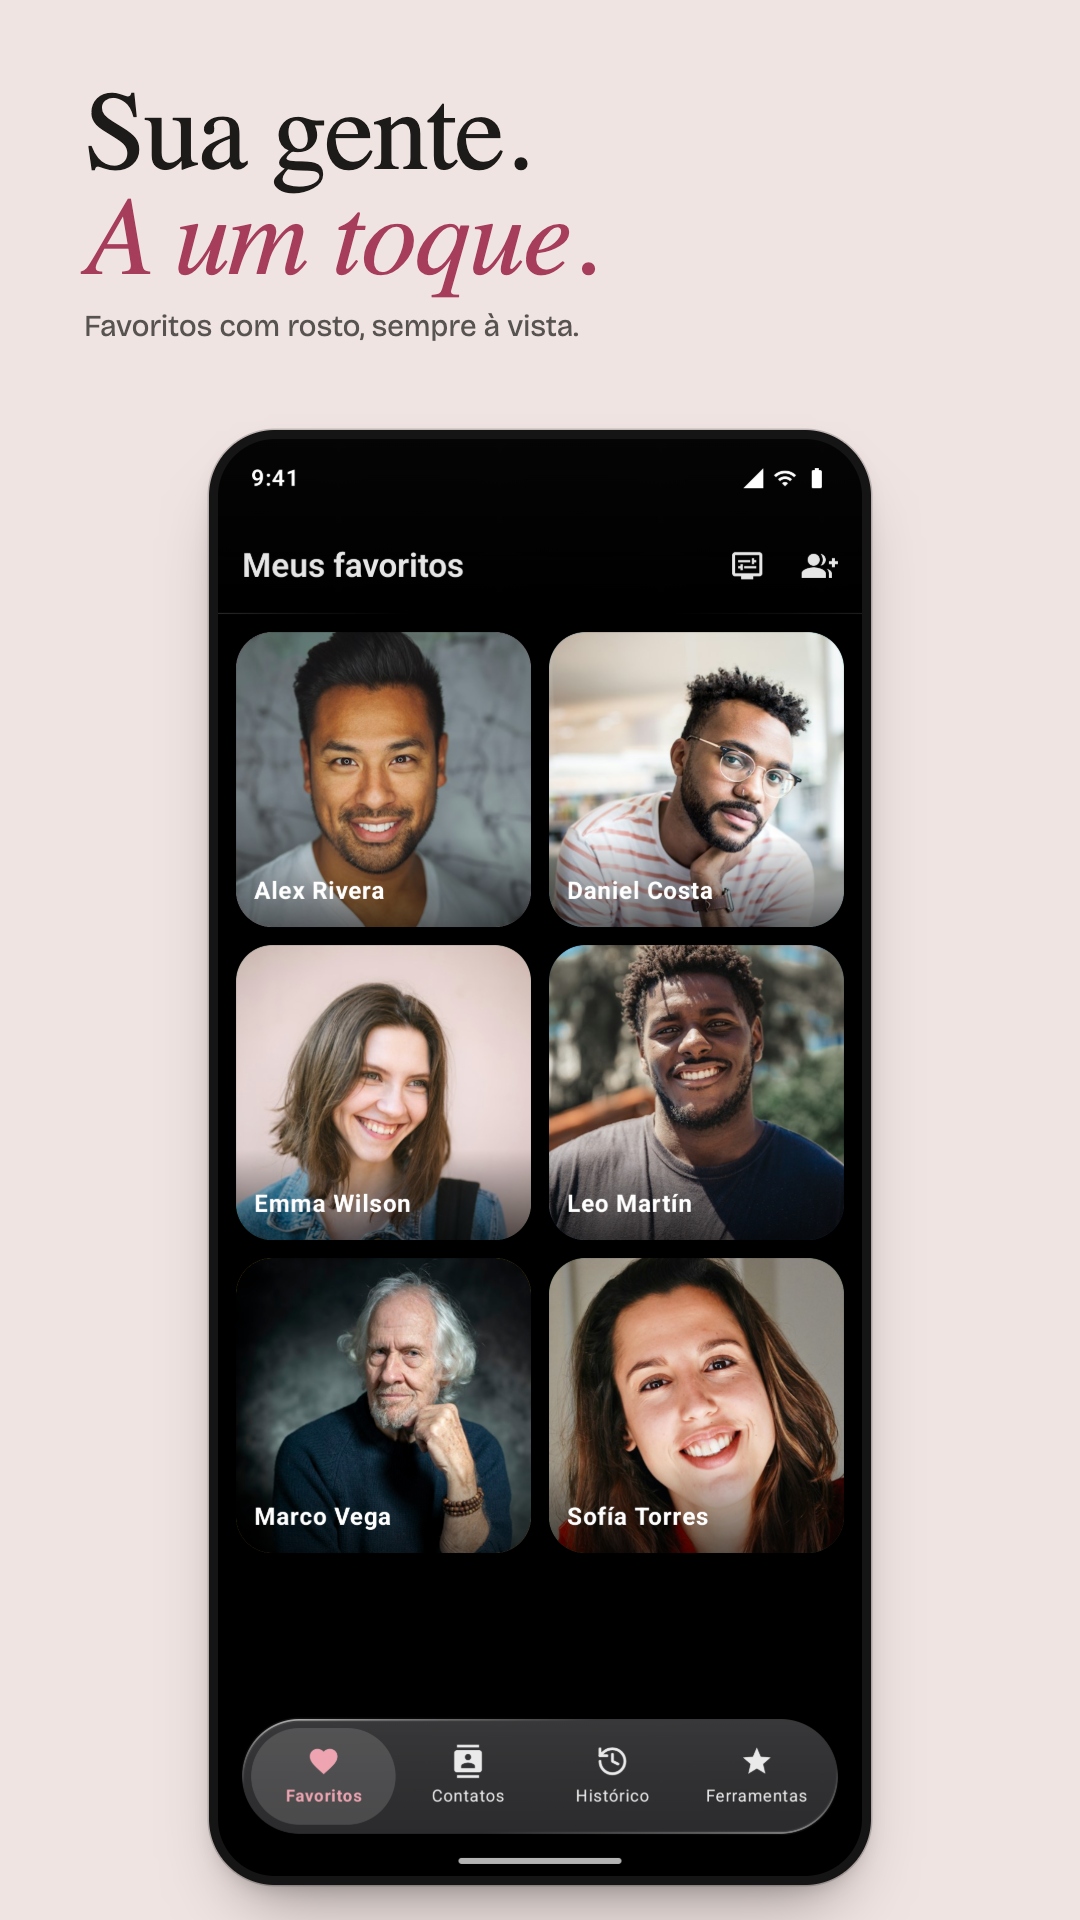 Sua gente.
A um toque.
Favoritos com rosto, sempre à vista.
9:41
Meus favoritos
Alex Rivera
Daniel Costa
Emma Wilson
Leo Martín
Marco Vega
Sofía Torres
Favoritos
Contatos
Histórico
Ferramentas